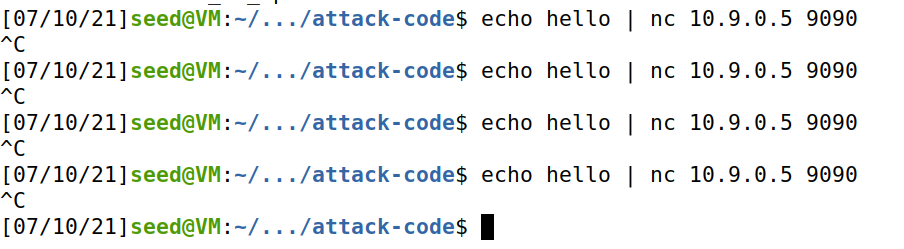 [07/10/21]seed@VM:~/.../attack-code$ echo hello | nc 10.9.0.5 9090
^C
[07/10/21]seed@VM:~/.../attack-code$ echo hello | nc 10.9.0.5 9090
^C
[07/10/21]seed@VM:~/.../attack-code$ echo hello | nc 10.9.0.5 9090
^C
[07/10/21]seed@VM:~/.../attack-code$ echo hello | nc 10.9.0.5 9090
^C
[07/10/21]seed@VM:~/.../attack-code$